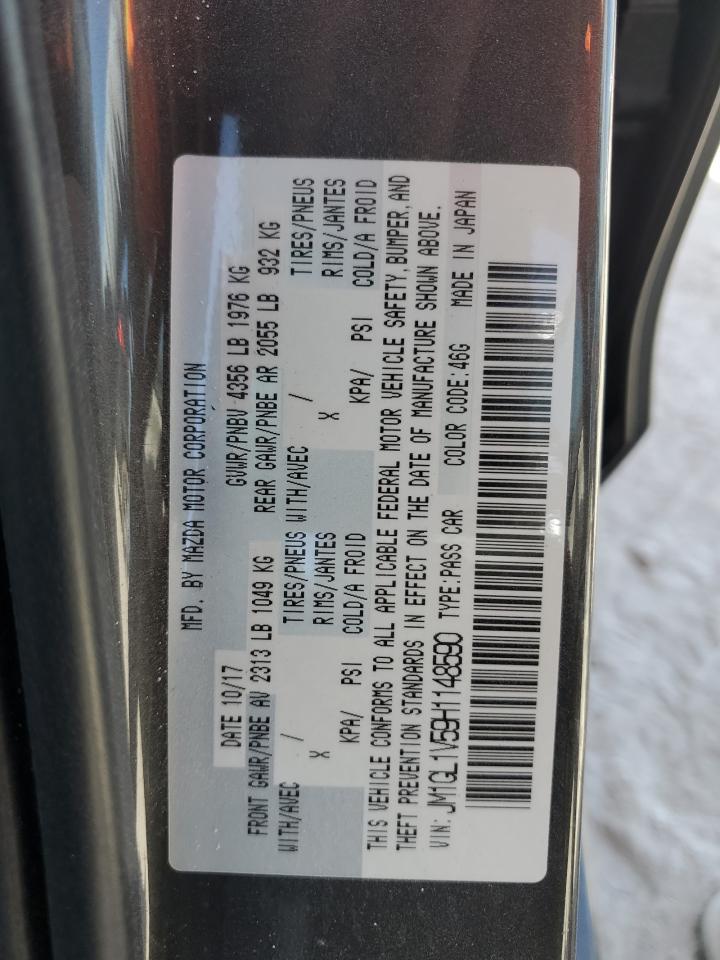 MFD. BY MAZDA MOTOR CORPORATION
DATE 10/17 GVWR/PNBV 4356 LB 1976 KG
FRONT GAWR/PNBE AV 2313 LB 1049 KG REAR GAWR/PNBE AR 2055 LB 932 KG
WITH/AVEC / TIRES/PNEUS WITH/AVEC / TIRES/PNEUS
X RIMS/JANTES X RIMS/JANTES
KPA/ PSI COLD/A FROID KPA/ PSI COLD/A FROID
THIS VEHICLE CONFORMS TO ALL APPLICABLE FEDERAL MOTOR VEHICLE SAFETY, BUMPER, AND
THEFT PREVENTION STANDARDS IN EFFECT ON THE DATE OF MANUFACTURE SHOWN ABOVE.
VIN: JM1GL1V59H1148590 TYPE:PASS CAR COLOR CODE:46G MADE IN JAPAN